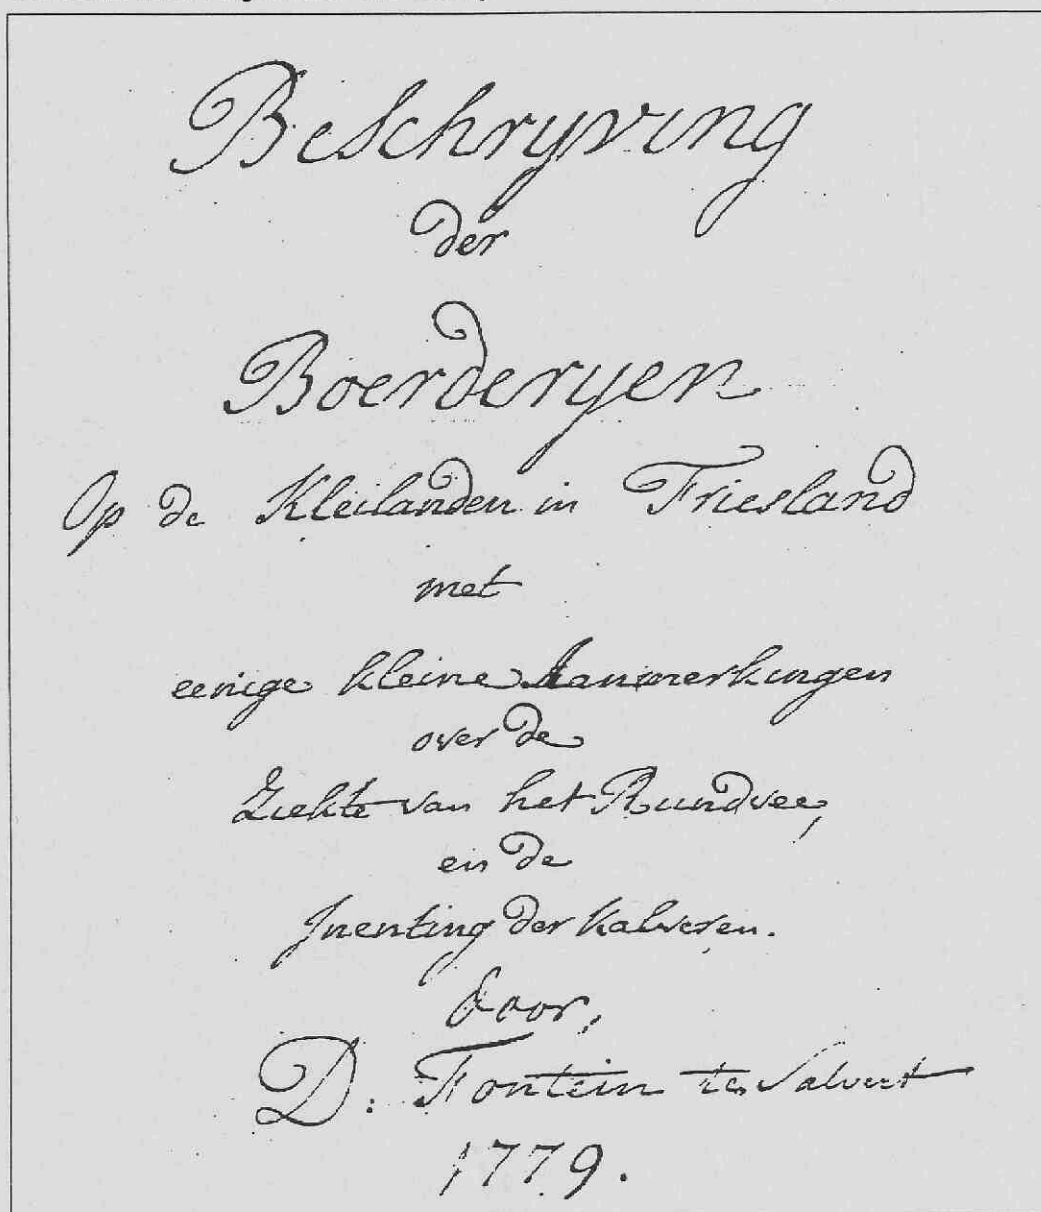 Beschryving
der
Boerderyen
Op de Kleilanden in Friesland
met
eenige kleine Aanmerkingen
over de
Ziekte van het Rundvee,
en de
Inenting der Kalveren.
door,
D: Fontein te Salvert
1779.